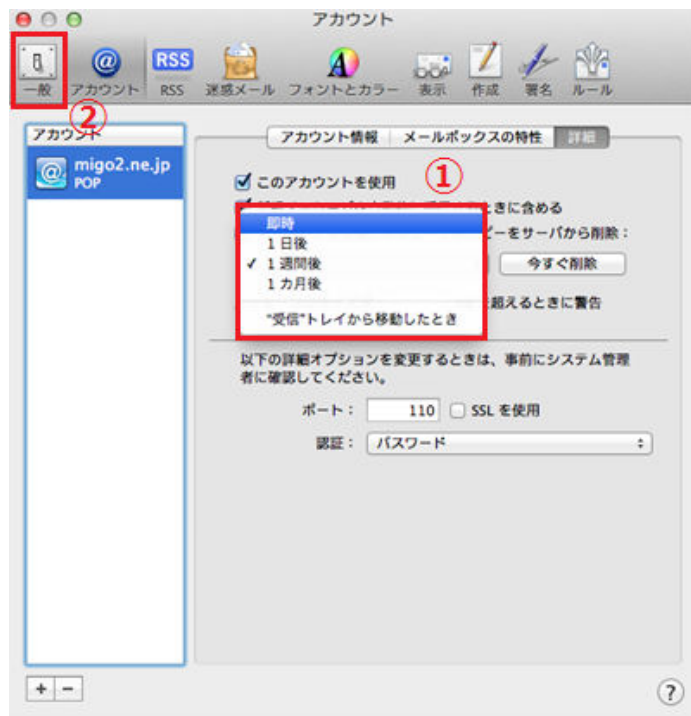 アカウント
一般 アカウント RSS 迷惑メール フォントとカラー 表示 作成 署名 ルール
RSS
②
アカウント
migo2.ne.jp
POP
アカウント情報 メールボックスの特性 詳細
このアカウントを使用
①
ときに含める
即時
ピーをサーバから削除：
1 日後
✓ 1 週間後
今すぐ削除
1 カ月後
を超えるときに警告
"受信"トレイから移動したとき
以下の詳細オプションを変更するときは、事前にシステム管理
者に確認してください。
ポート： 110 SSL を使用
認証： パスワード
+ −
?